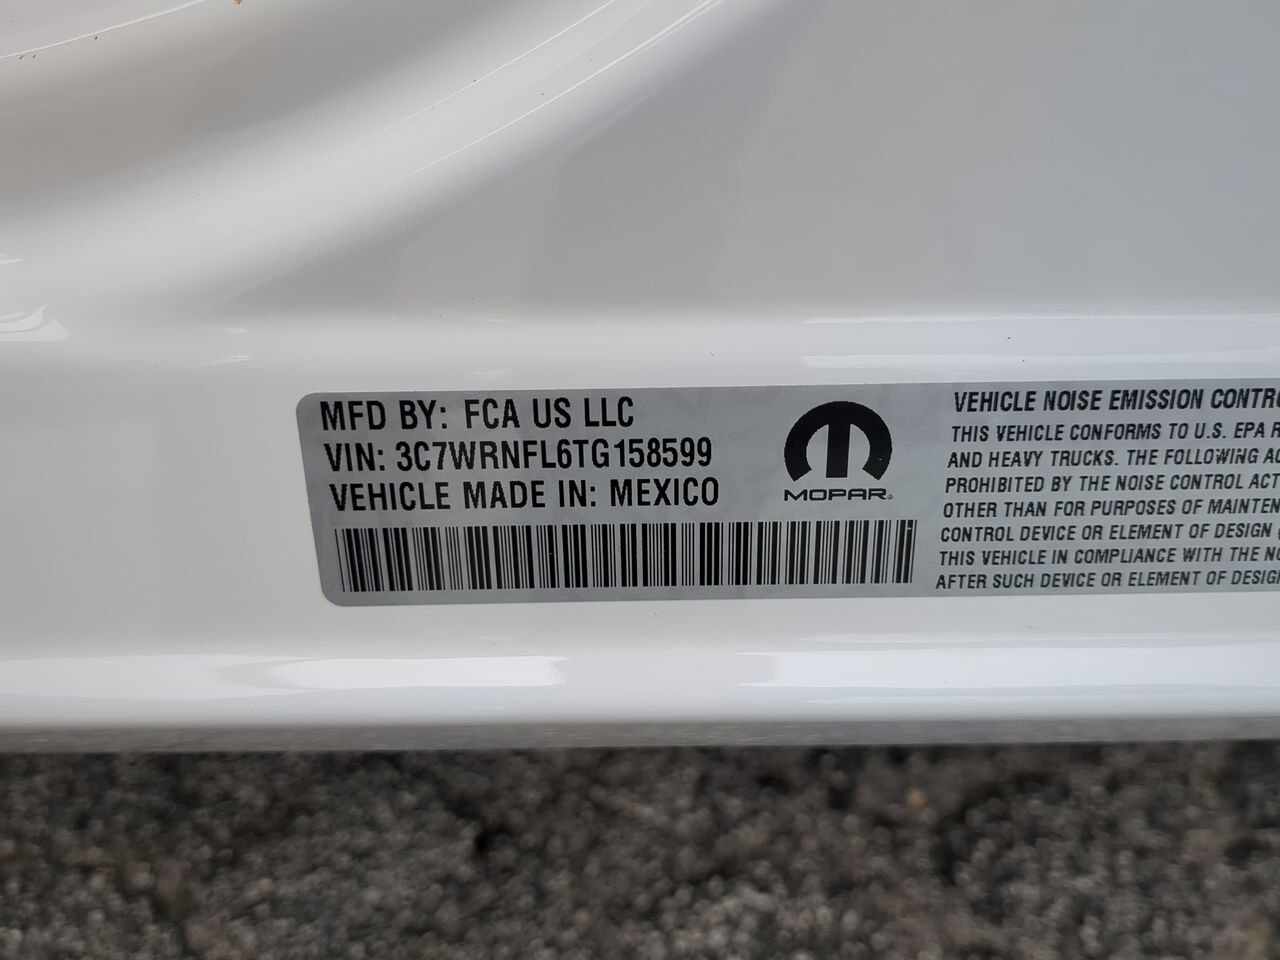 MFD BY: FCA US LLC
VIN: 3C7WRNFL6TG158599
VEHICLE MADE IN: MEXICO
MOPAR®
VEHICLE NOISE EMISSION
THIS VEHICLE CONFORMS TO U.S. EPA
AND HEAVY TRUCKS. THE FOLLOWING
PROHIBITED BY THE NOISE CONTROL ACT
OTHER THAN FOR PURPOSES OF
CONTROL DEVICE OR ELEMENT OF DESIGN
THIS VEHICLE IN COMPLIANCE WITH THE
AFTER SUCH DEVICE OR ELEMENT OF DESIGN